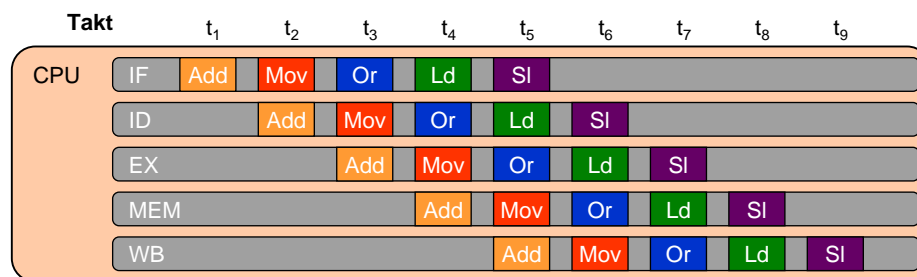 Takt t₁ t₂ t₃ t₄ t₅ t₆ t₇ t₈ t₉
CPU IF Add Mov Or Ld Sl
ID Add Mov Or Ld Sl
EX Add Mov Or Ld Sl
MEM Add Mov Or Ld Sl
WB Add Mov Or Ld Sl